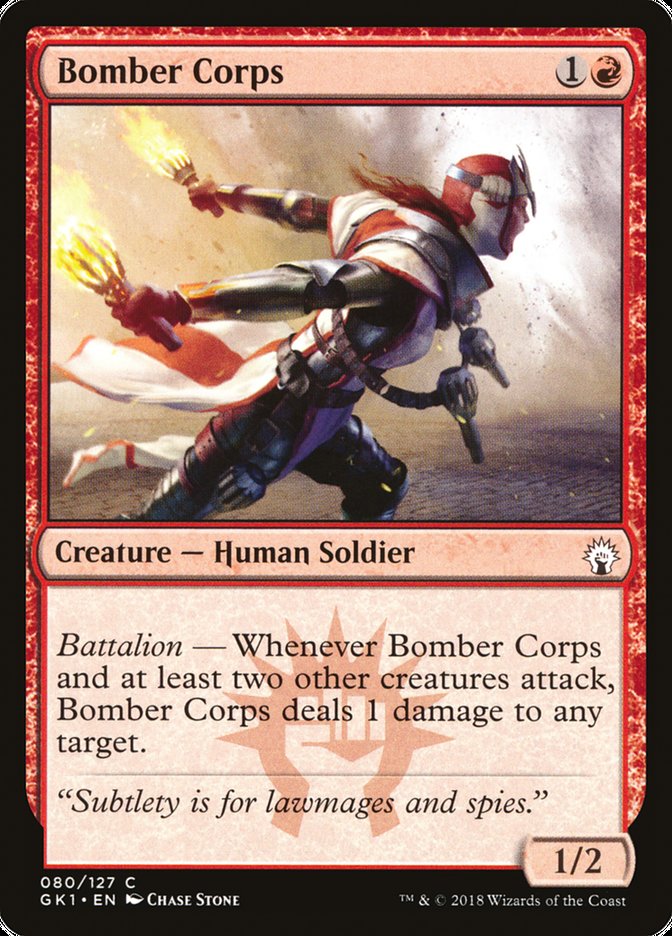 Bomber Corps 1
Creature — Human Soldier
Battalion — Whenever Bomber Corps
and at least two other creatures attack,
Bomber Corps deals 1 damage to any
target.
“Subtlety is for lawmages and spies.”
1/2
080/127 C
GK1 • EN Chase Stone
™ & © 2018 Wizards of the Coast